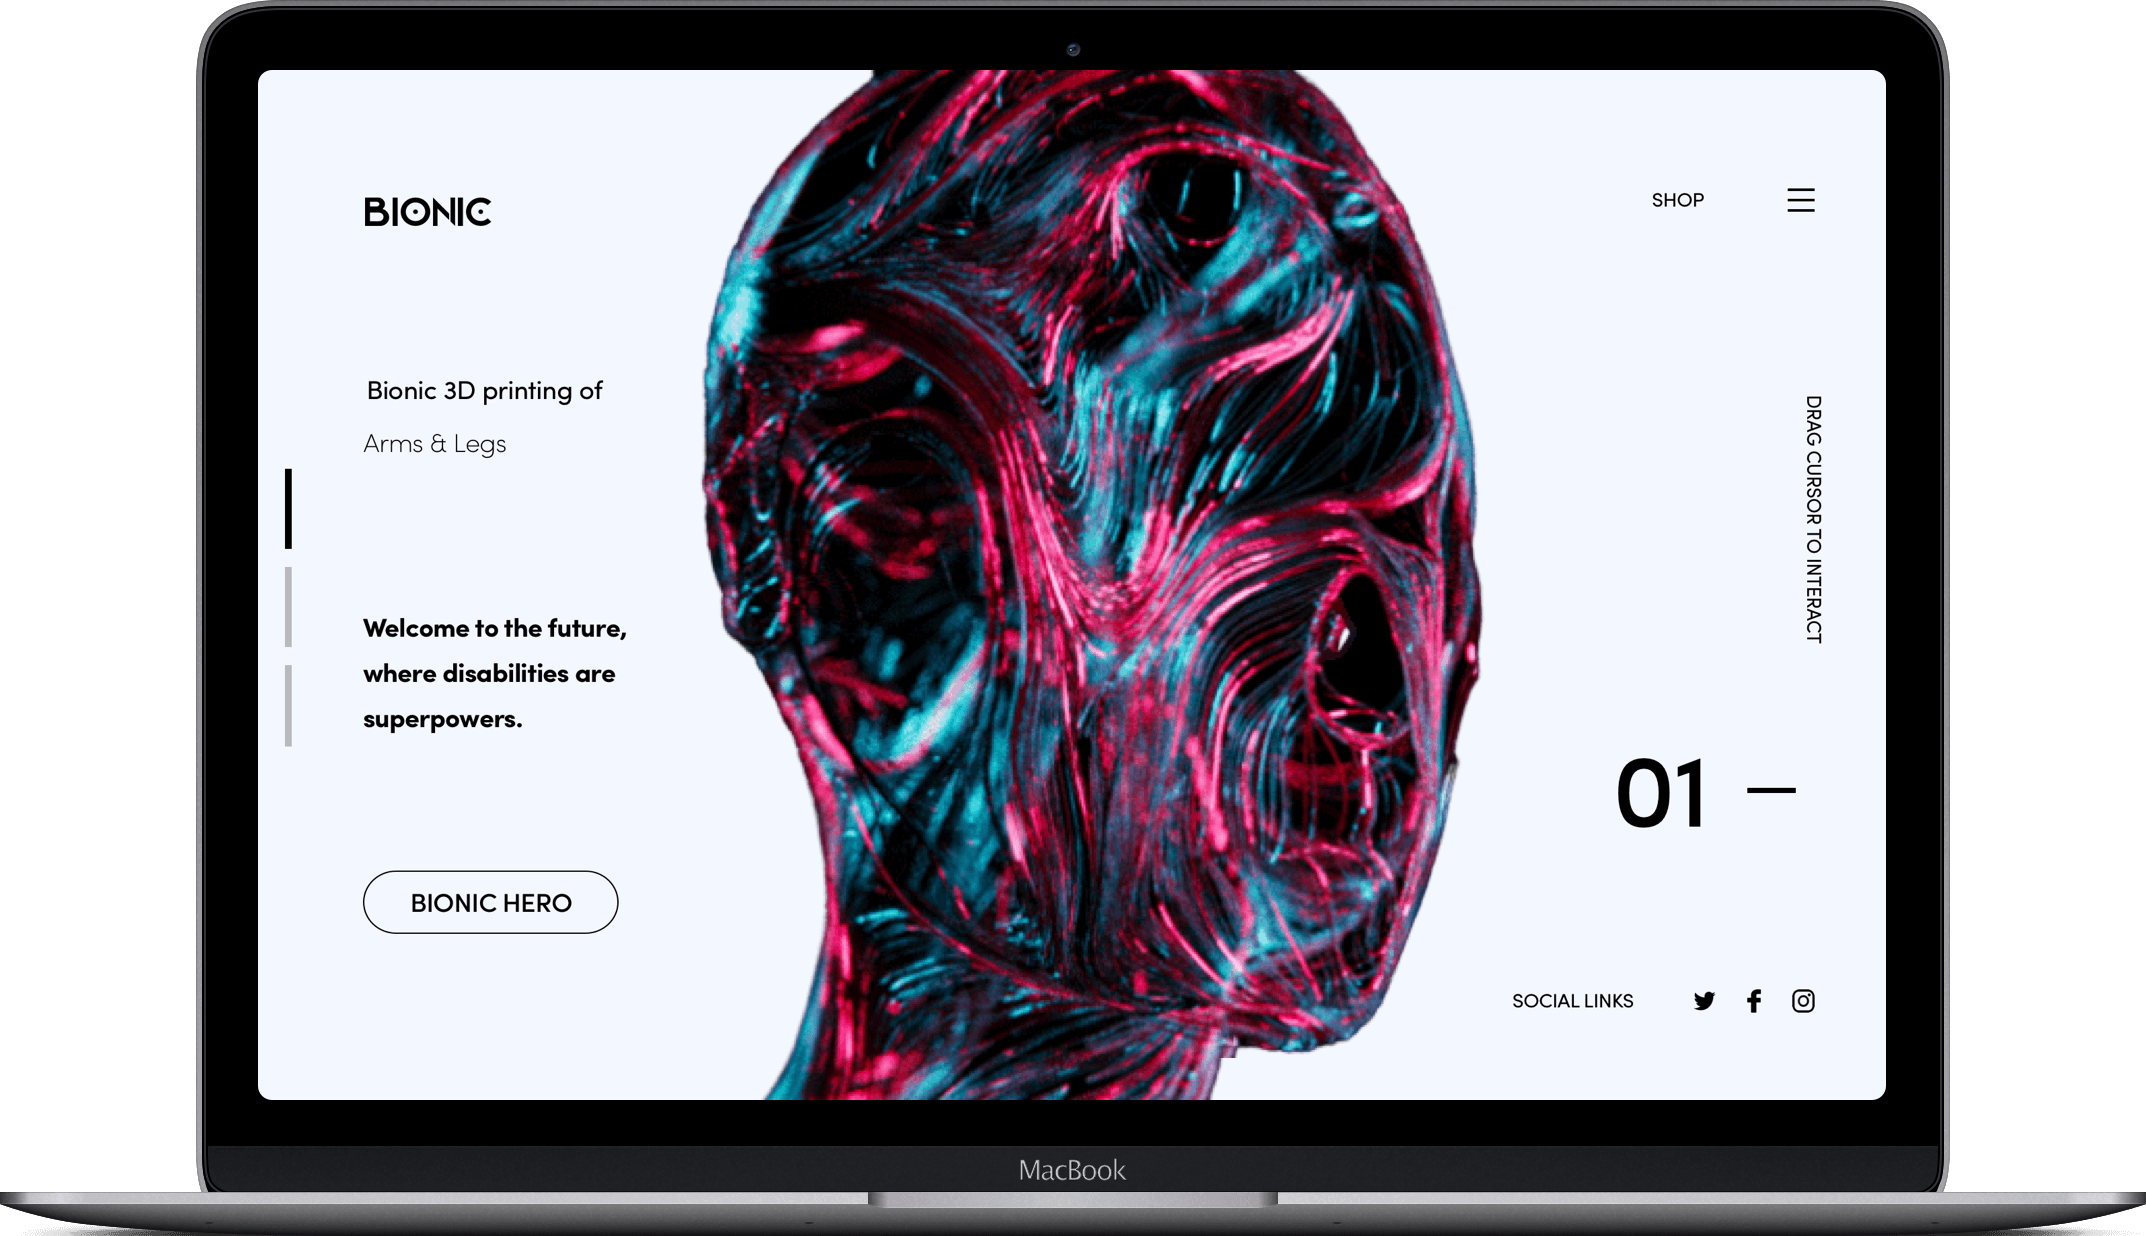 BIONIC
SHOP
Bionic 3D printing of
Arms & Legs
DRAG CURSOR TO INTERACT
Welcome to the future,
where disabilities are
superpowers.
01 —
BIONIC HERO
SOCIAL LINKS
MacBook